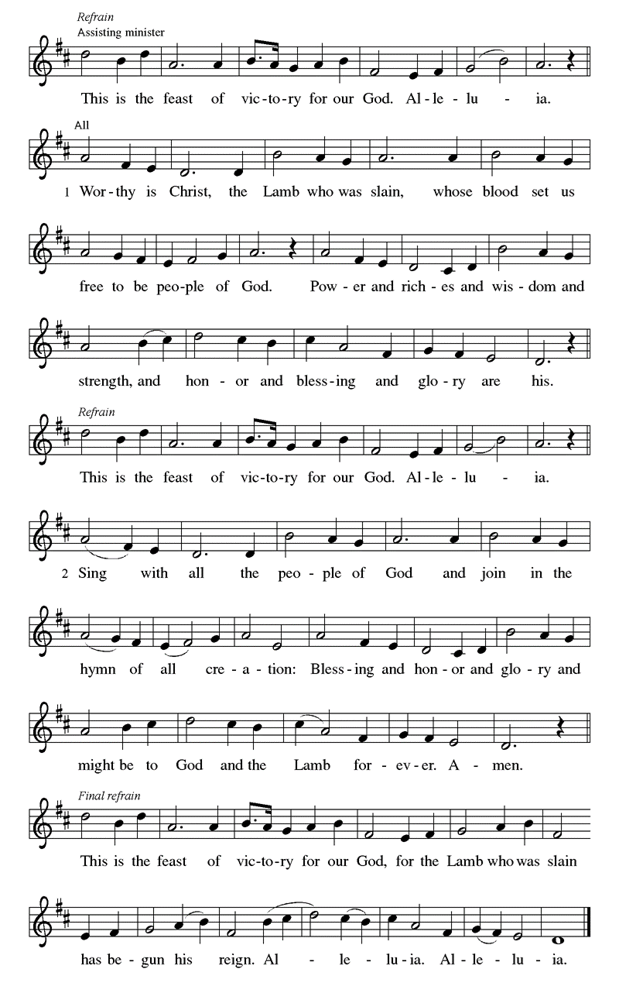 Refrain
Assisting minister
This is the feast of vic-to-ry for our God. Al-le-lu-ia.
All
1 Wor-thy is Christ, the Lamb who was slain, whose blood set us
free to be peo-ple of God. Pow-er and rich-es and wis-dom and
strength, and hon-or and bless-ing and glo-ry are his.
Refrain
This is the feast of vic-to-ry for our God. Al-le-lu-ia.
2 Sing with all the peo-ple of God and join in the
hymn of all cre-a-tion: Bless-ing and hon-or and glo-ry and
might be to God and the Lamb for-ev-er. A-men.
Final refrain
This is the feast of vic-to-ry for our God, for the Lamb who was slain
has be-gun his reign. Al-le-lu-ia. Al-le-lu-ia.